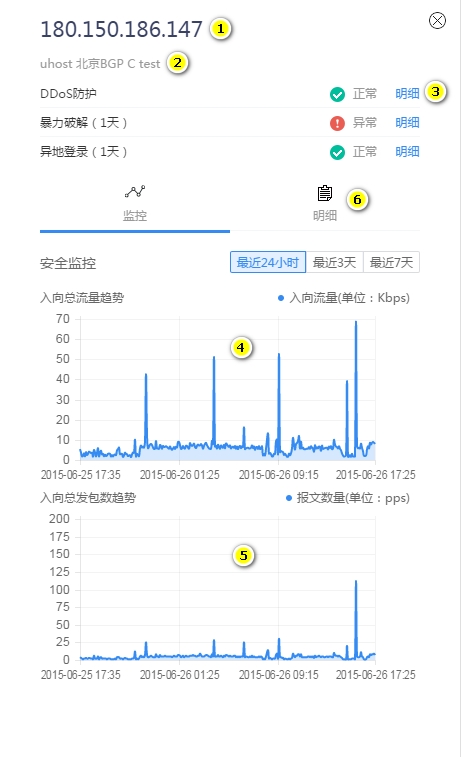 180.150.186.147 1
uhost 北京BGP C test 2
DDoS防护 正常 明细 3
暴力破解（1天） 异常 明细
异地登录（1天） 正常 明细
监控 明细 6
安全监控 最近24小时 最近3天 最近7天
入向总流量趋势 入向流量(单位：Kbps)
70
60
50
40
30
20
10
0
4
2015-06-25 17:35 2015-06-26 01:25 2015-06-26 09:15 2015-06-26 17:25
入向总发包数趋势 报文数量(单位：pps)
200
175
150
125
100
75
50
25
0
5
2015-06-25 17:35 2015-06-26 01:25 2015-06-26 09:15 2015-06-26 17:25